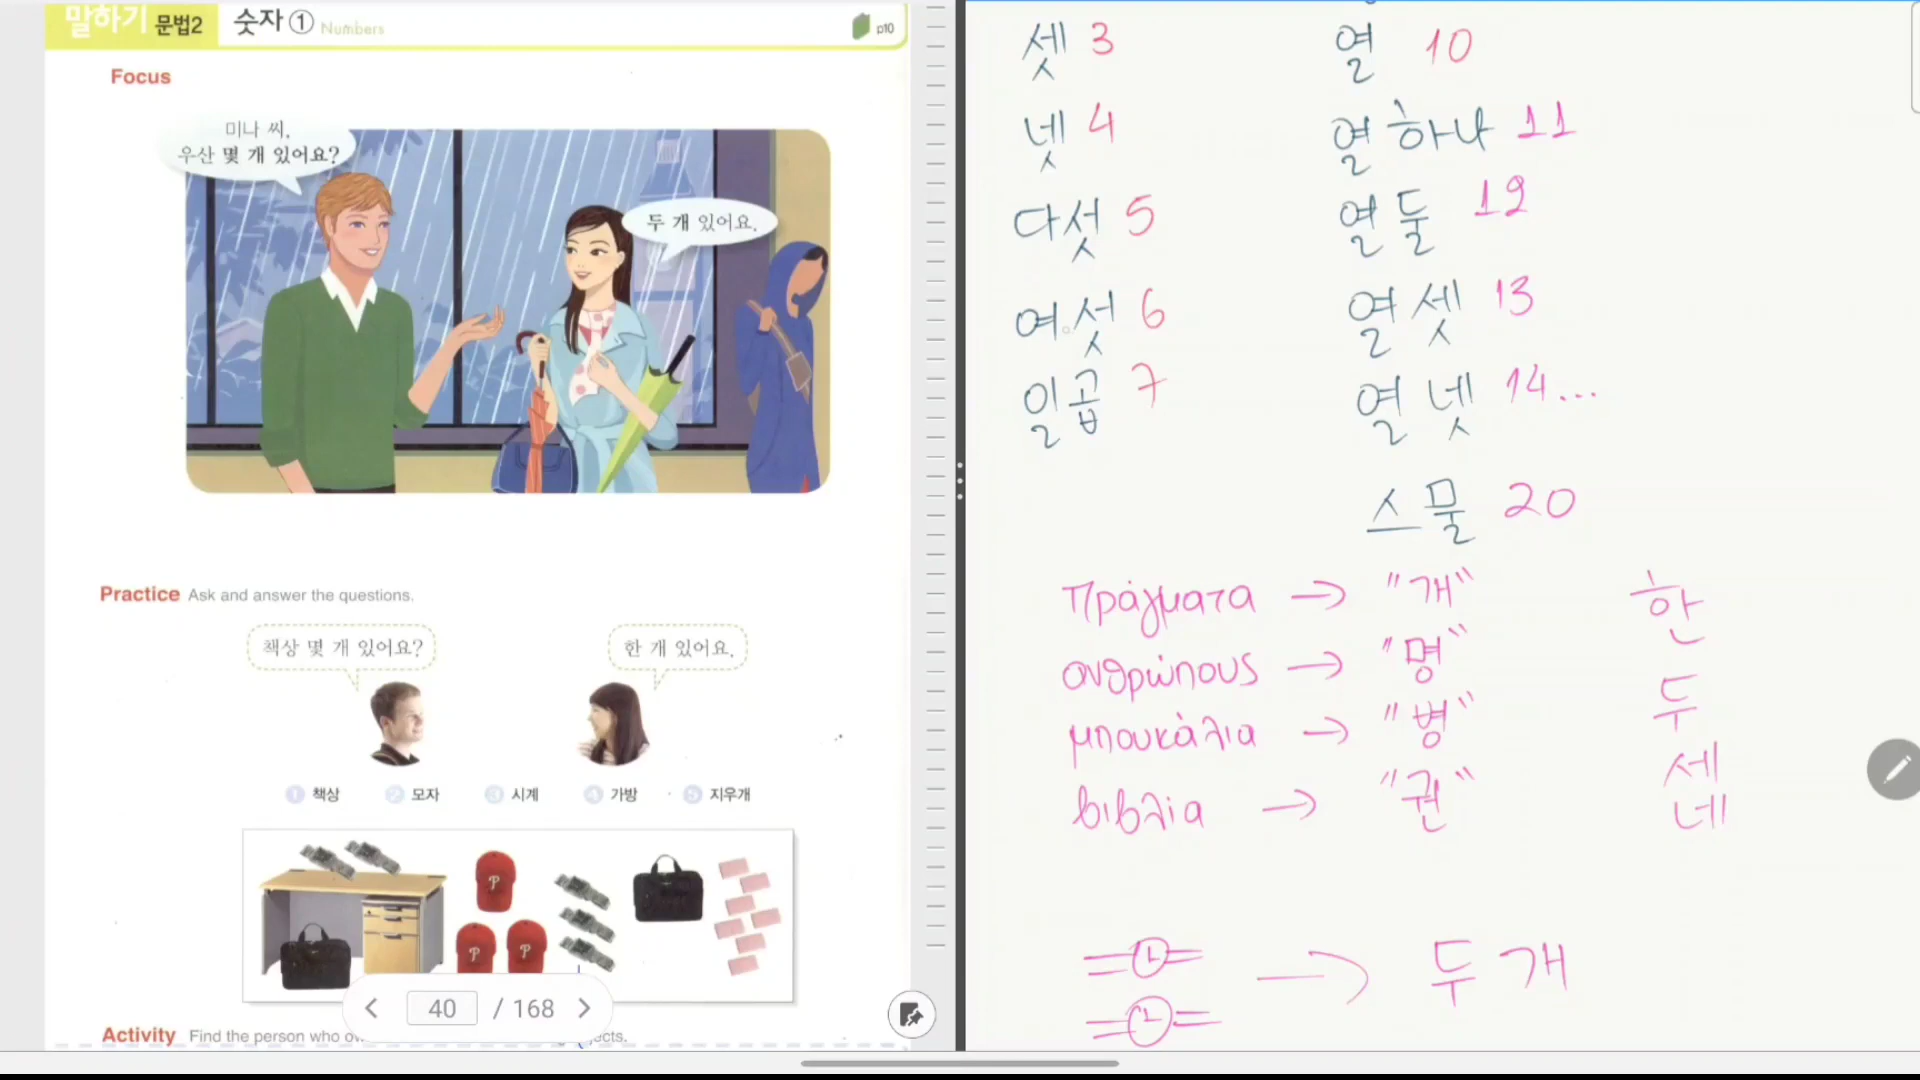 말하기 문법2 숫자 ① Numbers p10
Focus
미나 씨,
우산 몇 개 있어요?
두 개 있어요.
Practice Ask and answer the questions.
책상 몇 개 있어요?
한 개 있어요.
1 책상 2 모자 3 시계 4 가방 5 지우개
P
P P
40 / 168
Activity Find the person who
셋 3
넷 4
다섯 5
여섯 6
일곱 7
열 10
열 하나 11
열 둘 12
열 셋 13
열 넷 14...
스물 20
πράγματα → "개"
ανθρώπους → "명"
μπουκάλια → "병"
βιβλία → "권"
한
두
세
네
→ 두 개